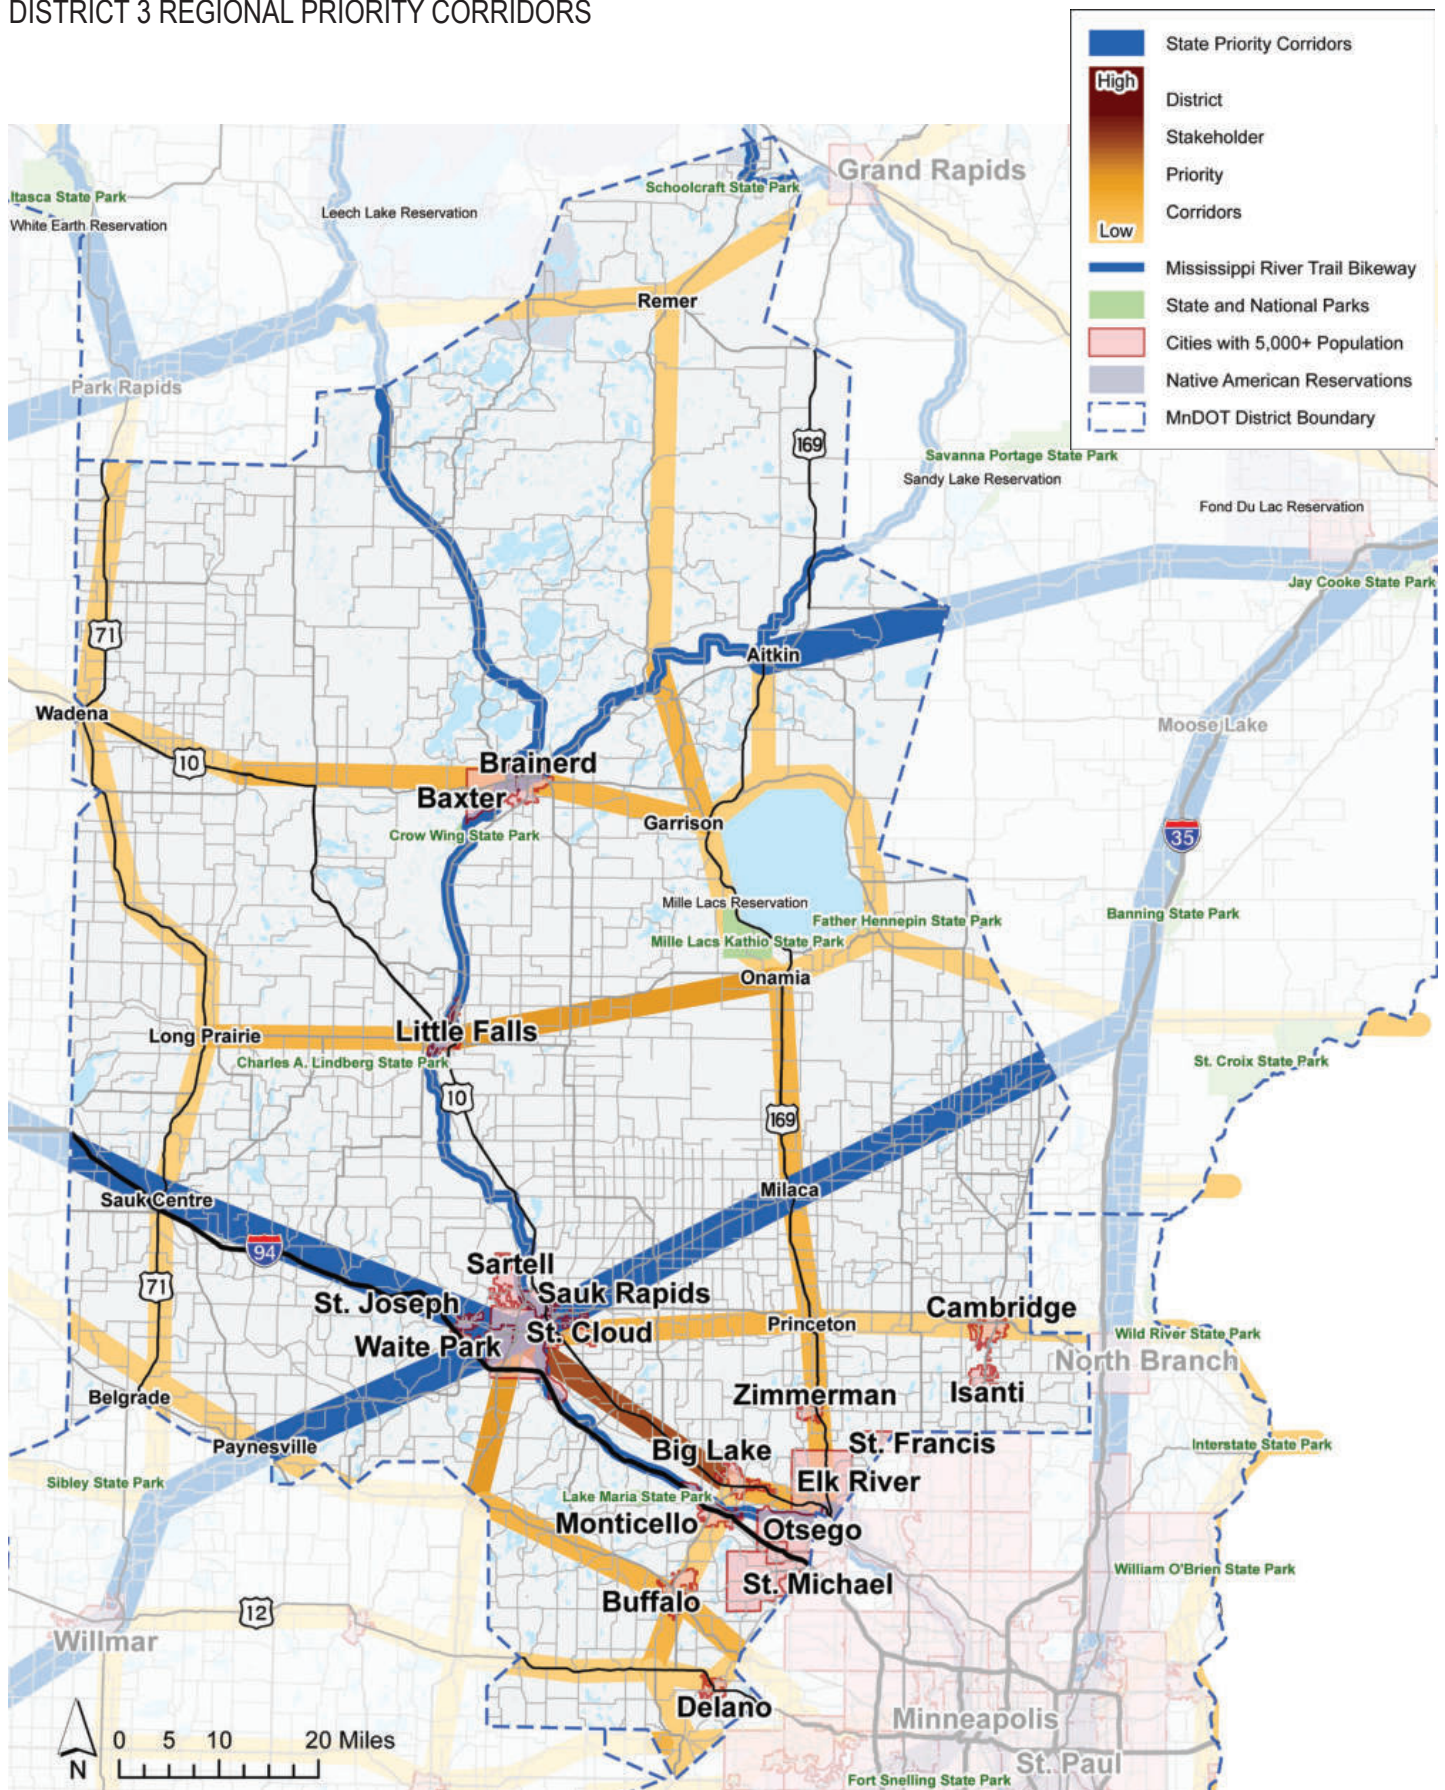 DISTRICT 3 REGIONAL PRIORITY CORRIDORS
State Priority Corridors
High
District
Stakeholder
Priority
Corridors
Low
Mississippi River Trail Bikeway
State and National Parks
Cities with 5,000+ Population
Native American Reservations
MnDOT District Boundary
Grand Rapids
Schoolcraft State Park
Itasca State Park
White Earth Reservation
Leech Lake Reservation
Remer
Park Rapids
169
Savanna Portage State Park
Sandy Lake Reservation
Fond Du Lac Reservation
Jay Cooke State Park
71
Aitkin
Wadena
Moose Lake
10
Brainerd
Baxter
Garrison
Crow Wing State Park
35
Mille Lacs Reservation
Father Hennepin State Park
Banning State Park
Mille Lacs Kathio State Park
Onamia
Little Falls
Long Prairie
Charles A. Lindberg State Park
St. Croix State Park
10
169
Milaca
Sauk Centre
94
Sartell
71
Sauk Rapids
St. Joseph
Cambridge
Princeton
St. Cloud
Waite Park
Wild River State Park
North Branch
Belgrade
Zimmerman
Isanti
Paynesville
Big Lake
St. Francis
Interstate State Park
Sibley State Park
Elk River
Lake Maria State Park
Monticello
Otsego
William O'Brien State Park
St. Michael
Buffalo
12
Willmar
Delano
Minneapolis
0 5 10 20 Miles
N
St. Paul
Fort Snelling State Park